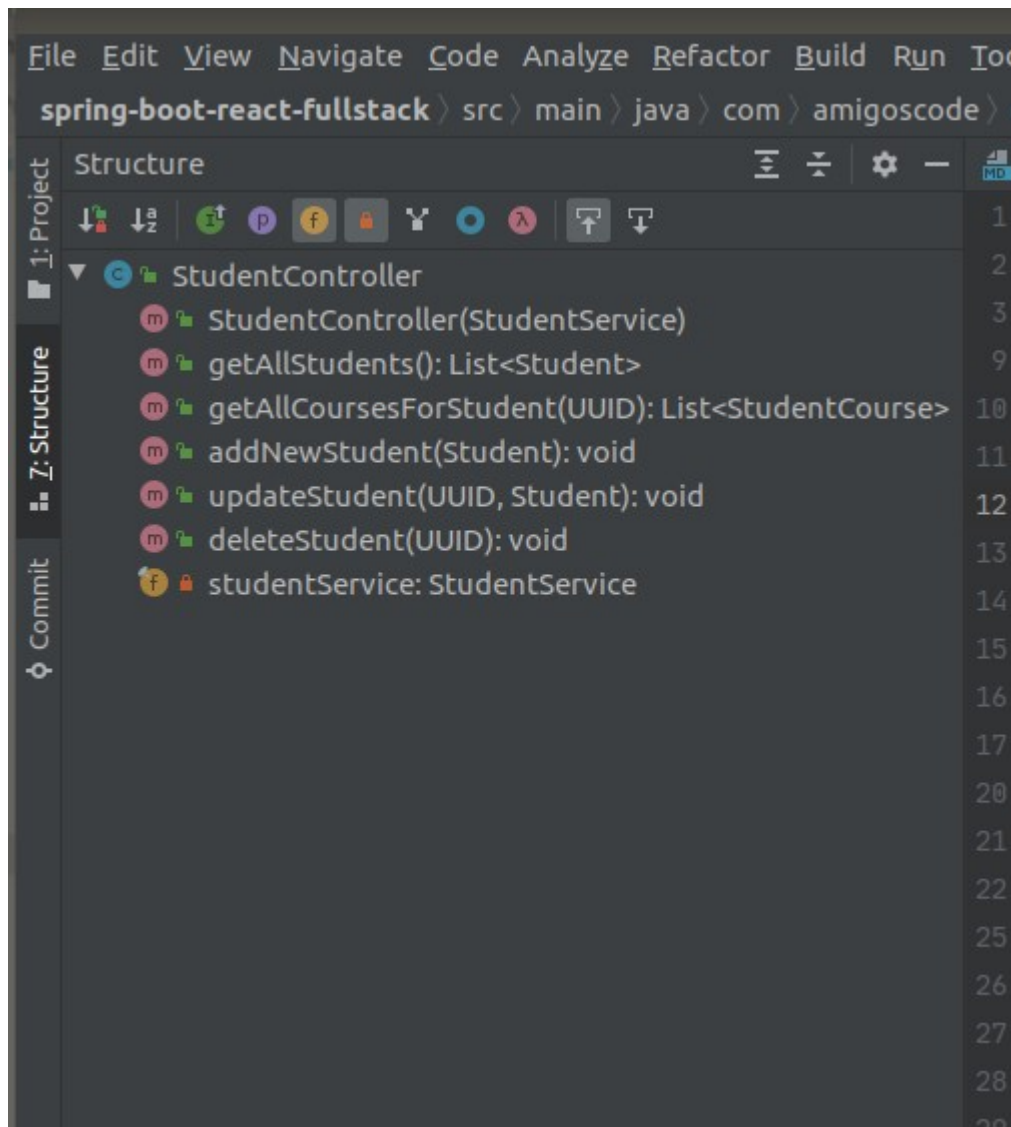 File Edit View Navigate Code Analyze Refactor Build Run
spring-boot-react-fullstack 〉 src 〉 main 〉 java 〉 com 〉 amigoscode 〉
1: Project
7: Structure
Commit
Structure
StudentController
StudentController(StudentService)
getAllStudents(): List<Student>
getAllCoursesForStudent(UUID): List<StudentCourse>
addNewStudent(Student): void
updateStudent(UUID, Student): void
deleteStudent(UUID): void
studentService: StudentService
MD
1
2
3
9
10
11
12
13
14
15
16
17
20
21
22
25
26
27
28